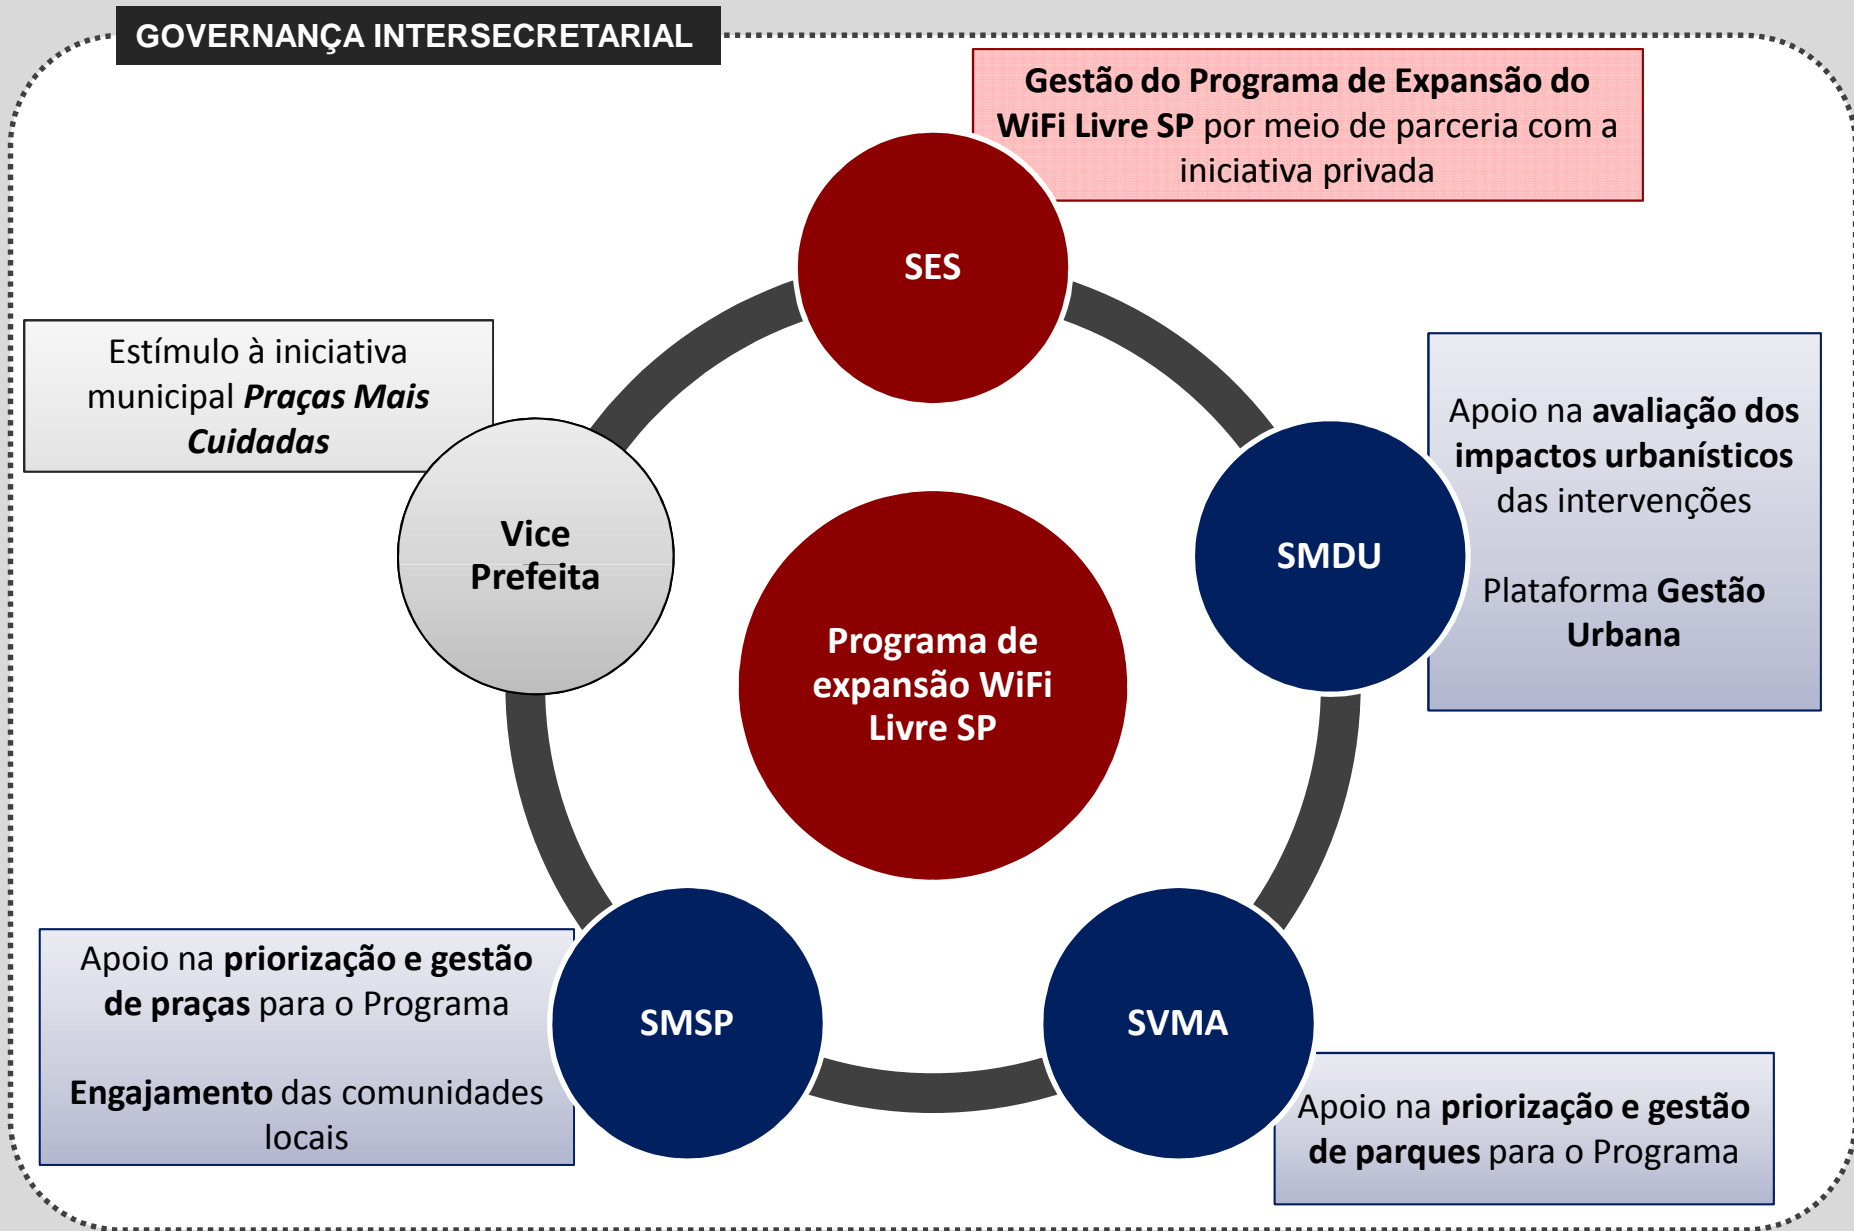 GOVERNANÇA INTERSECRETARIAL
Gestão do Programa de Expansão do
WiFi Livre SP por meio de parceria com a
iniciativa privada
SES
Estímulo à iniciativa
municipal Praças Mais
Cuidadas
Vice
Prefeita
Apoio na avaliação dos
impactos urbanísticos
das intervenções
Plataforma Gestão
Urbana
SMDU
Programa de
expansão WiFi
Livre SP
Apoio na priorização e gestão
de praças para o Programa
Engajamento das comunidades
locais
SMSP
SVMA
Apoio na priorização e gestão
de parques para o Programa